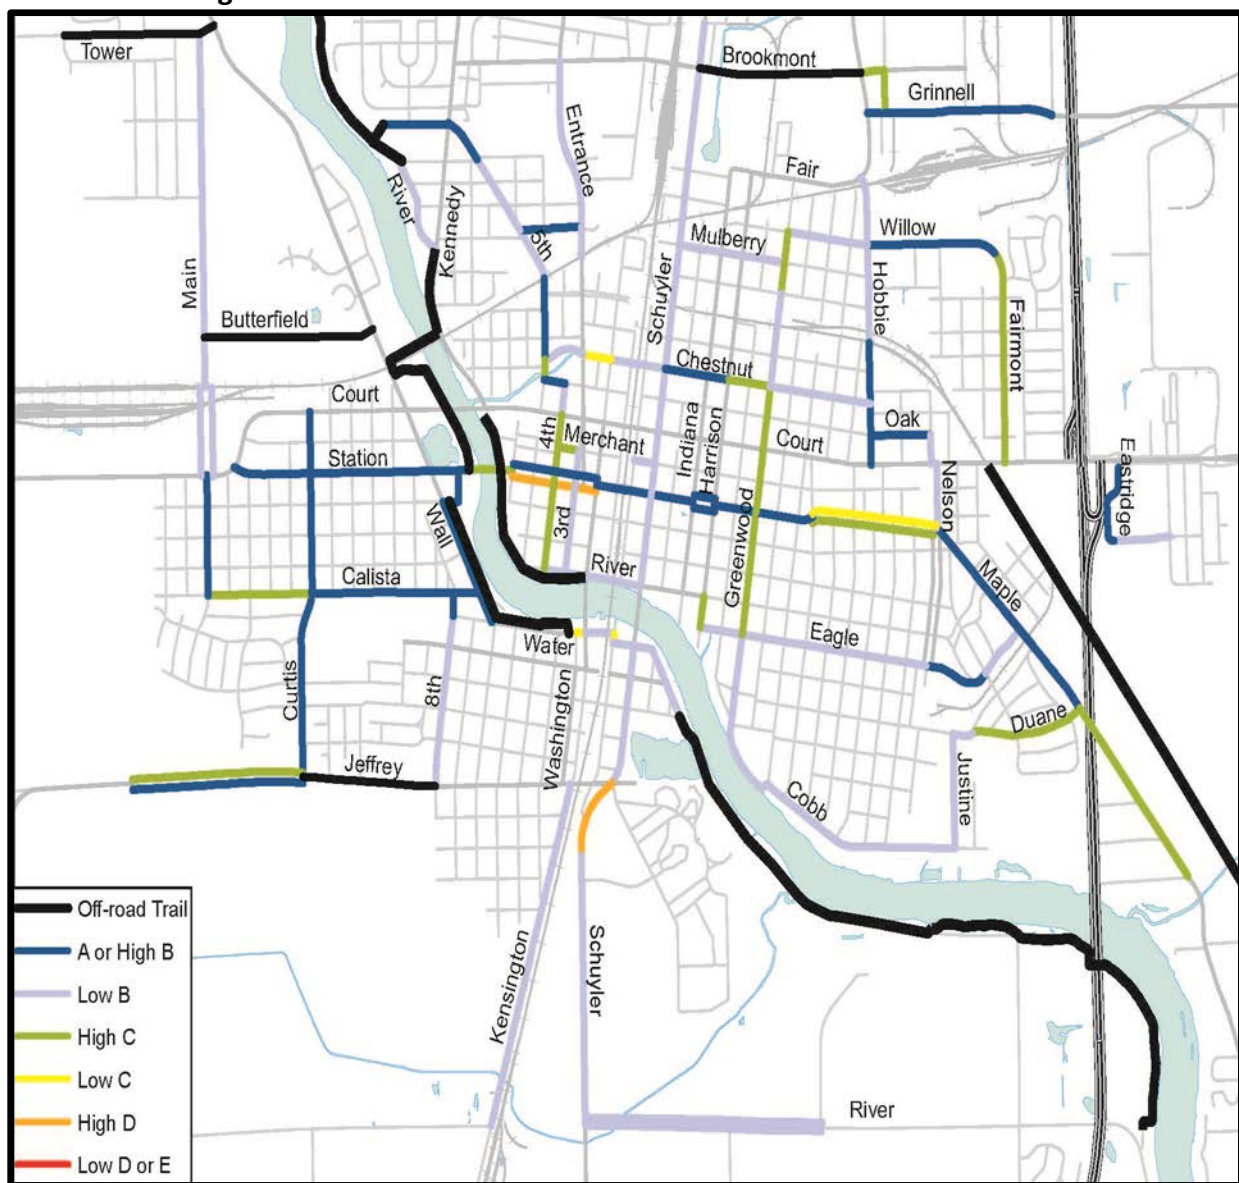 Tower
Brookmont
Grinnell
Entrance
Fair
River
Kennedy
5th
Mulberry
Willow
Main
Schuyler
Hobbie
Fairmont
Butterfield
Chestnut
Court
4th
Merchant
Indiana
Harrison
Court
Oak
Station
Eastridge
Nelson
Wall
3rd
Greenwood
Calista
River
Maple
Water
Eagle
Curtis
8th
Washington
Duane
Jeffrey
Justine
Cobb
Off-road Trail
A or High B
Low B
High C
Low C
High D
Low D or E
Kensington
Schuyler
River